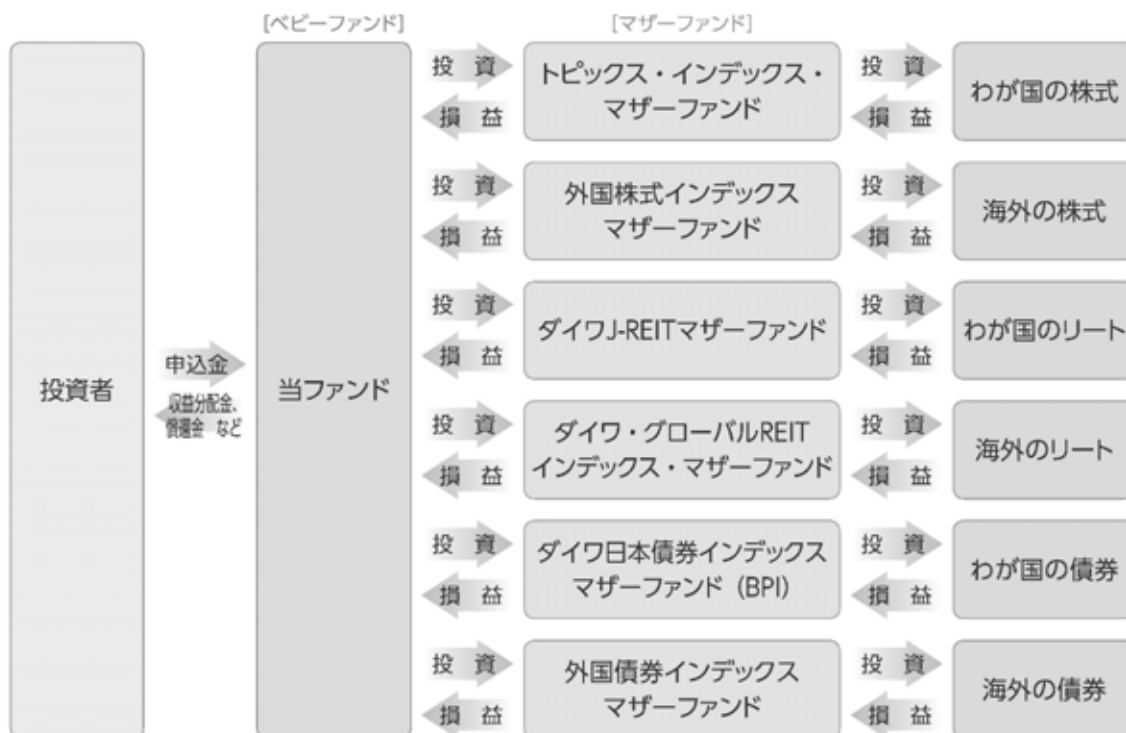 [ベビーファンド]
[マザーファンド]
投資者
申込金
収益分配金、
償還金 など
当ファンド
投 資
損 益
トピックス・インデックス・
マザーファンド
投 資
損 益
わが国の株式
投 資
損 益
外国株式インデックス
マザーファンド
投 資
損 益
海外の株式
投 資
損 益
ダイワJ-REITマザーファンド
投 資
損 益
わが国のリート
投 資
損 益
ダイワ・グローバルREIT
インデックス・マザーファンド
投 資
損 益
海外のリート
投 資
損 益
ダイワ日本債券インデックス
マザーファンド（BPI）
投 資
損 益
わが国の債券
投 資
損 益
外国債券インデックス
マザーファンド
投 資
損 益
海外の債券